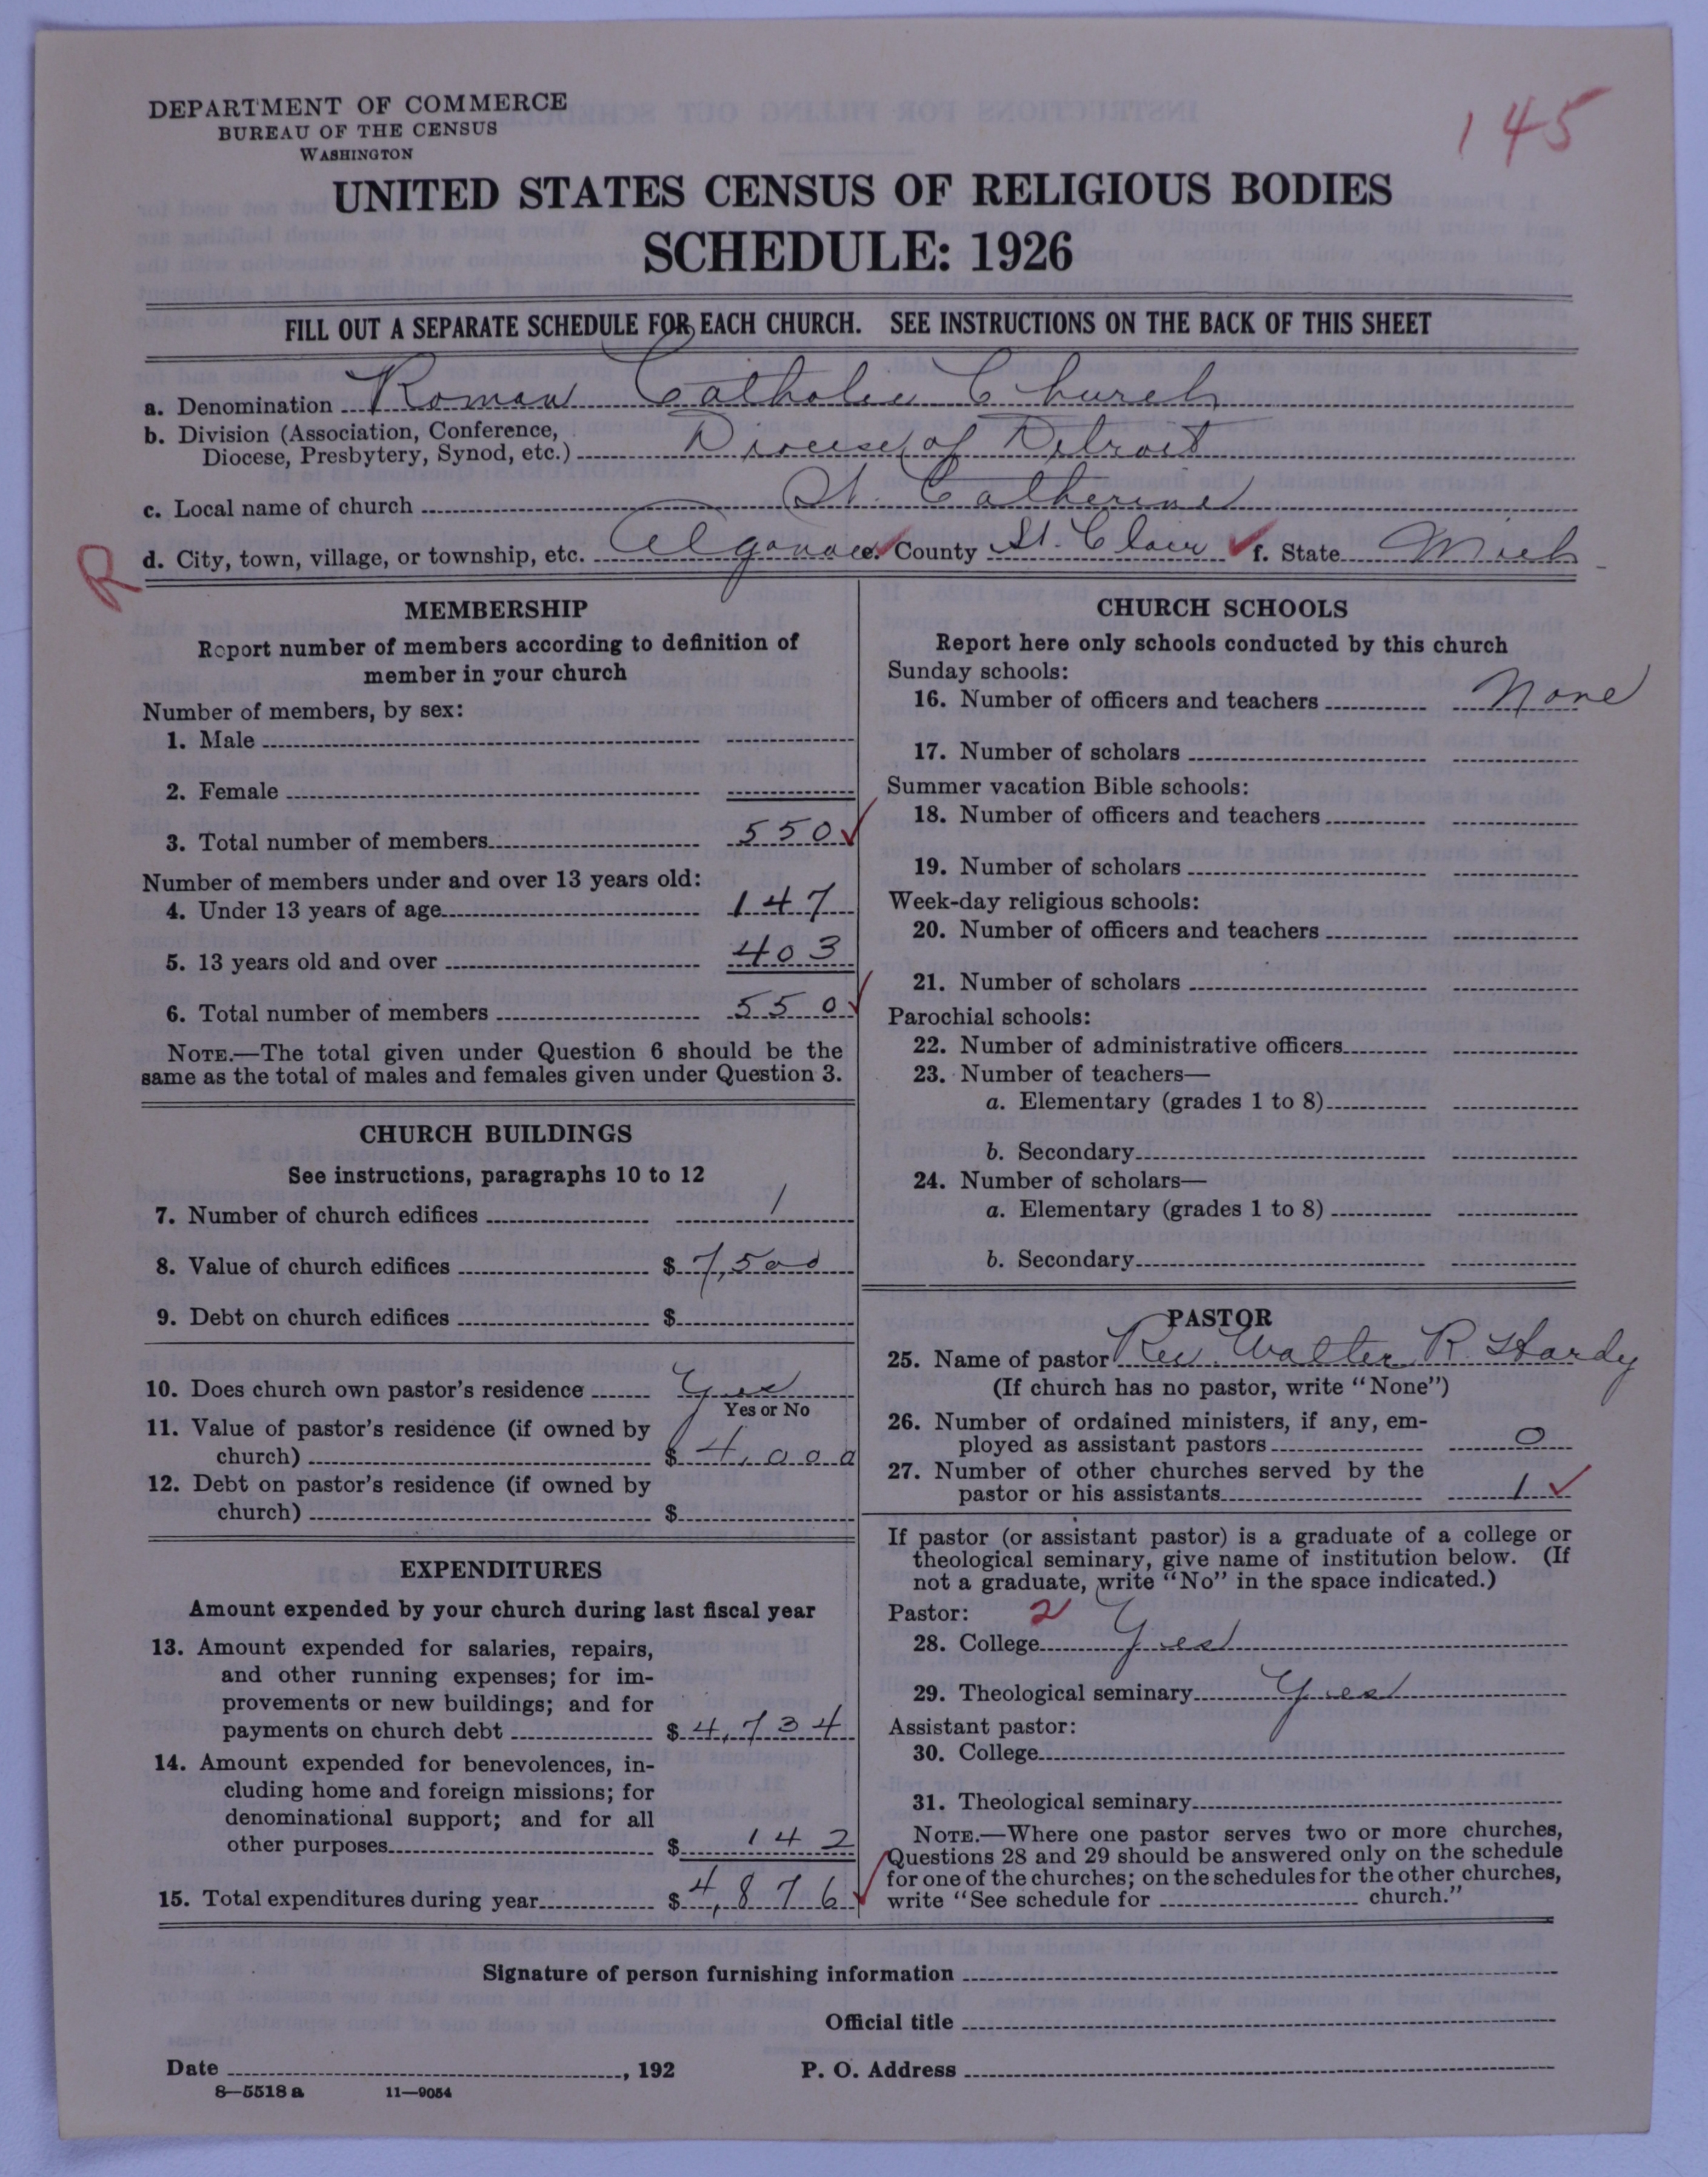 DEPARTMENT OF COMMERCE
BUREAU OF THE CENSUS
WASHINGTON
145
UNITED STATES CENSUS OF RELIGIOUS BODIES
SCHEDULE: 1926
FILL OUT A SEPARATE SCHEDULE FOR EACH CHURCH. SEE INSTRUCTIONS ON THE BACK OF THIS SHEET
a. Denomination Roman Catholic Church
b. Division (Association, Conference, Diocese of Detroit
Diocese, Presbytery, Synod, etc.)
c. Local name of church St. Catherine
R d. City, town, village, or township, etc. Algonac e. County St. Clair f. State Mich
MEMBERSHIP
Report number of members according to definition of
member in your church
Number of members, by sex:
1. Male
2. Female
3. Total number of members 550
Number of members under and over 13 years old:
4. Under 13 years of age 147
5. 13 years old and over 403
6. Total number of members 550
NOTE.—The total given under Question 6 should be the
same as the total of males and females given under Question 3.
CHURCH BUILDINGS
See instructions, paragraphs 10 to 12
7. Number of church edifices 1
8. Value of church edifices $ 7,500
9. Debt on church edifices $
10. Does church own pastor's residence Yes
Yes or No
11. Value of pastor's residence (if owned by
church) $ 4,000
12. Debt on pastor's residence (if owned by
church) $
EXPENDITURES
Amount expended by your church during last fiscal year
13. Amount expended for salaries, repairs,
and other running expenses; for im-
provements or new buildings; and for
payments on church debt $ 4,734
14. Amount expended for benevolences, in-
cluding home and foreign missions; for
denominational support; and for all
other purposes $ 142
15. Total expenditures during year $ 4,876
CHURCH SCHOOLS
Report here only schools conducted by this church
Sunday schools:
16. Number of officers and teachers None
17. Number of scholars
Summer vacation Bible schools:
18. Number of officers and teachers
19. Number of scholars
Week-day religious schools:
20. Number of officers and teachers
21. Number of scholars
Parochial schools:
22. Number of administrative officers
23. Number of teachers—
a. Elementary (grades 1 to 8)
b. Secondary
24. Number of scholars—
a. Elementary (grades 1 to 8)
b. Secondary
PASTOR
25. Name of pastor Rev. Walter R. Hardy
(If church has no pastor, write "None")
26. Number of ordained ministers, if any, em-
ployed as assistant pastors 0
27. Number of other churches served by the
pastor or his assistants 1
If pastor (or assistant pastor) is a graduate of a college or
theological seminary, give name of institution below. (If
not a graduate, write "No" in the space indicated.)
Pastor: 2
28. College Yes
29. Theological seminary Yes
Assistant pastor:
30. College
31. Theological seminary
NOTE.—Where one pastor serves two or more churches,
Questions 28 and 29 should be answered only on the schedule
for one of the churches; on the schedules for the other churches,
write "See schedule for church."
Signature of person furnishing information
Official title
Date , 192 P. O. Address
8—5518 a 11—9054